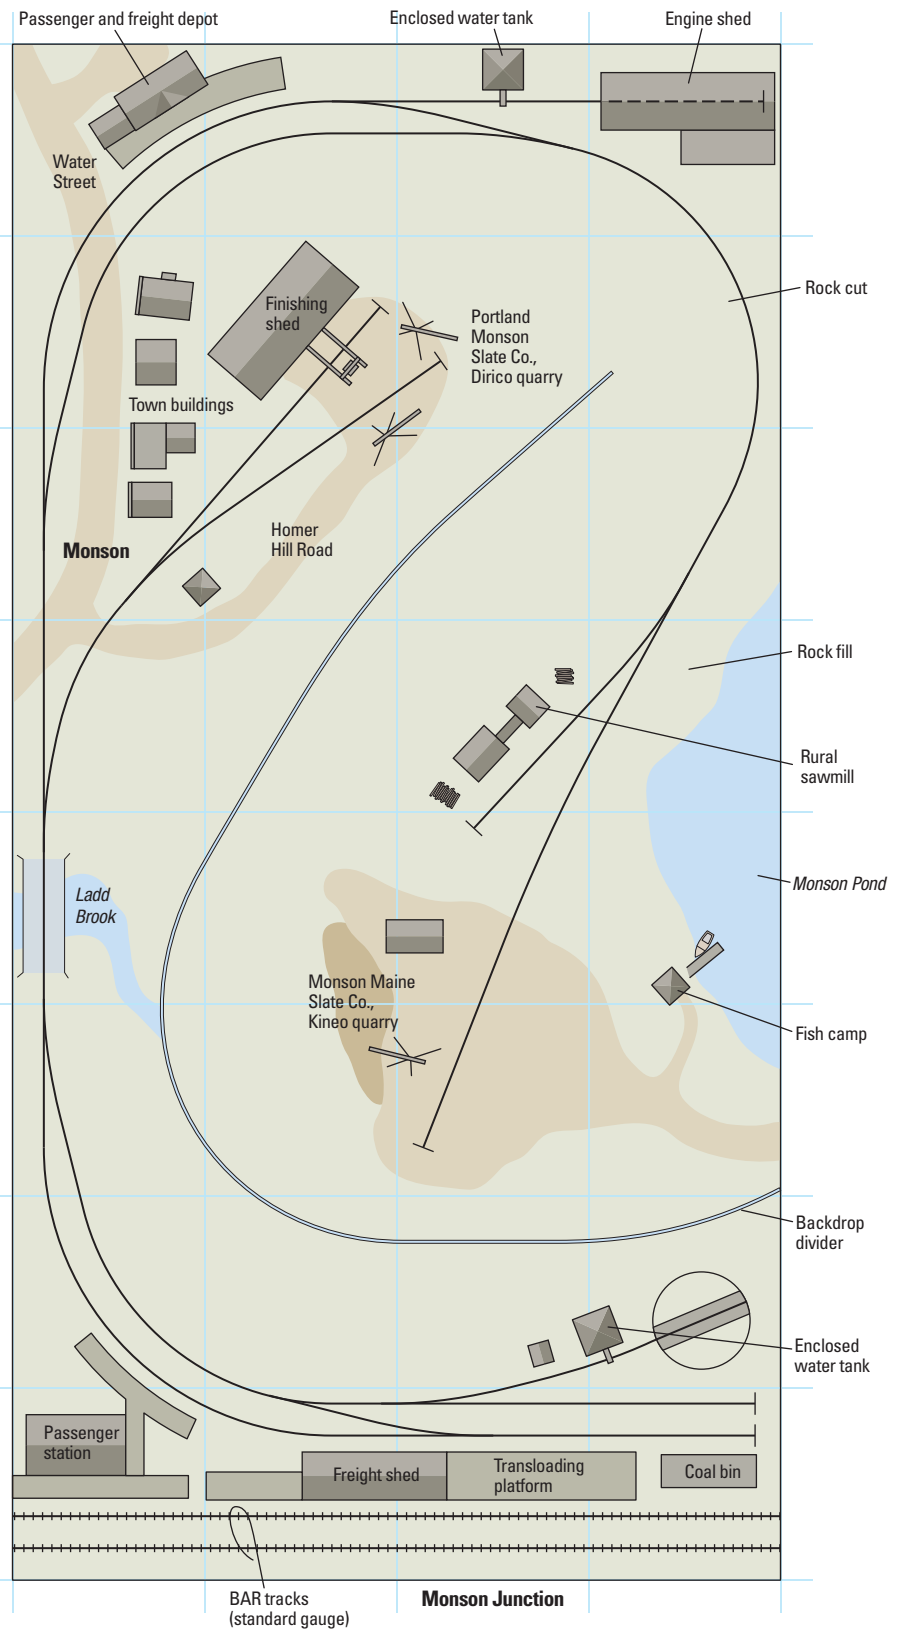 Passenger and freight depot
Enclosed water tank
Engine shed
Water
Street
Rock cut
Finishing
shed
Portland
Monson
Slate Co.,
Dirico quarry
Town buildings
Homer
Hill Road
Monson
Rock fill
Rural
sawmill
Monson Pond
Ladd
Brook
Monson Maine
Slate Co.,
Kineo quarry
Fish camp
Backdrop
divider
Enclosed
water tank
Passenger
station
Freight shed
Transloading
platform
Coal bin
BAR tracks
(standard gauge)
Monson Junction